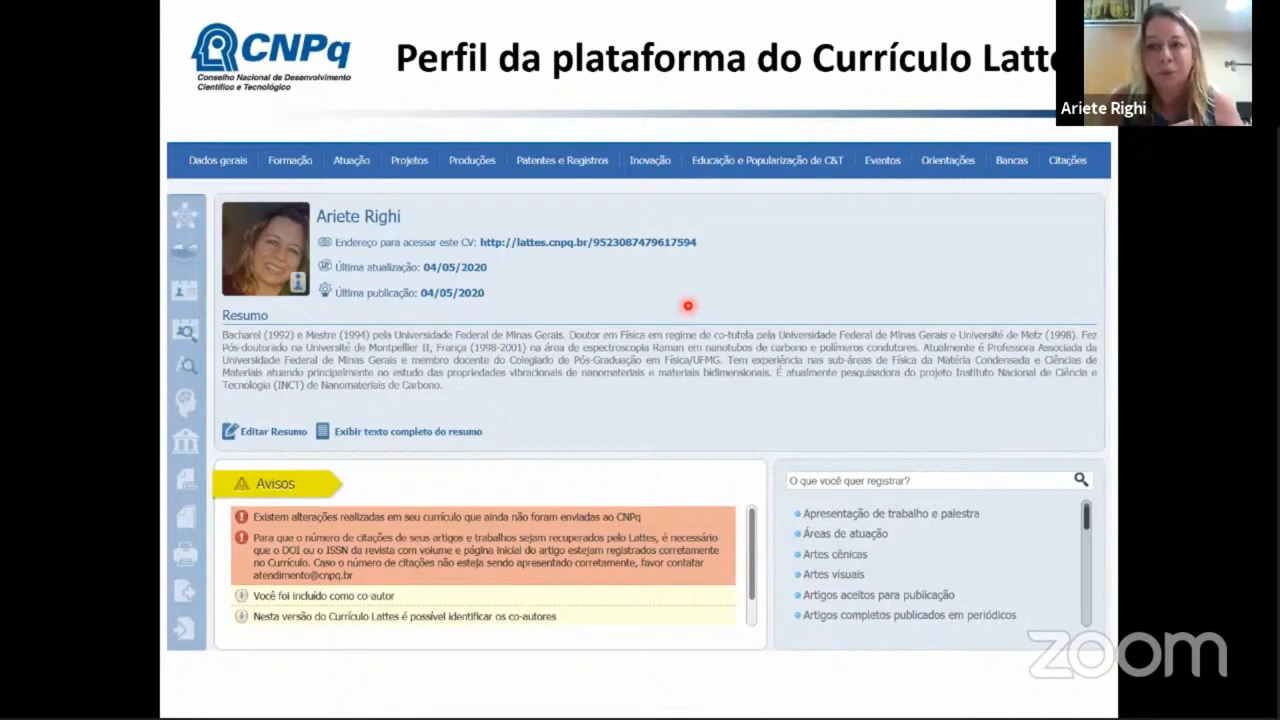 CNPq
Conselho Nacional de Desenvolvimento
Científico e Tecnológico
Perfil da plataforma do Currículo Latte
Ariete Righi
Dados gerais Formação Atuação Projetos Produções Patentes e Registros Inovação Educação e Popularização de C&T Eventos Orientações Bancas Citações
Ariete Righi
Endereço para acessar este CV: http://lattes.cnpq.br/9523087479617594
Última atualização: 04/05/2020
Última publicação: 04/05/2020
Resumo
Bacharel (1992) e Mestre (1994) pela Universidade Federal de Minas Gerais. Doutor em Física em regime de co-tutela pela Universidade Federal de Minas Gerais e Université de Metz (1998). Fez
Pós-doutorado na Université de Montpellier II, França (1998-2001) na área de espectroscopia Raman em nanotubos de carbono e polímeros condutores. Atualmente é Professora Associada da
Universidade Federal de Minas Gerais e membro docente do Colegiado de Pós-Graduação em Física/UFMG. Tem experiência nas sub-áreas de Física da Matéria Condensada e Ciências de
Materiais atuando principalmente no estudo das propriedades vibracionais de nanomateriais e materiais bidimensionais. É atualmente pesquisadora do projeto Instituto Nacional de Ciência e
Tecnologia (INCT) de Nanomateriais de Carbono.
Editar Resumo Exibir texto completo do resumo
Avisos
Existem alterações realizadas em seu currículo que ainda não foram enviadas ao CNPq
Para que o número de citações de seus artigos e trabalhos sejam recuperados pelo Lattes, é necessário
que o DOI ou o ISSN da revista com volume e página inicial do artigo estejam registrados corretamente
no Currículo. Caso o número de citações não esteja sendo apresentado corretamente, favor contatar
atendimento@cnpq.br
Você foi incluído como co-autor
Nesta versão do Currículo Lattes é possível identificar os co-autores
O que você quer registrar?
Apresentação de trabalho e palestra
Áreas de atuação
Artes cênicas
Artes visuais
Artigos aceitos para publicação
Artigos completos publicados em periódicos
zoom